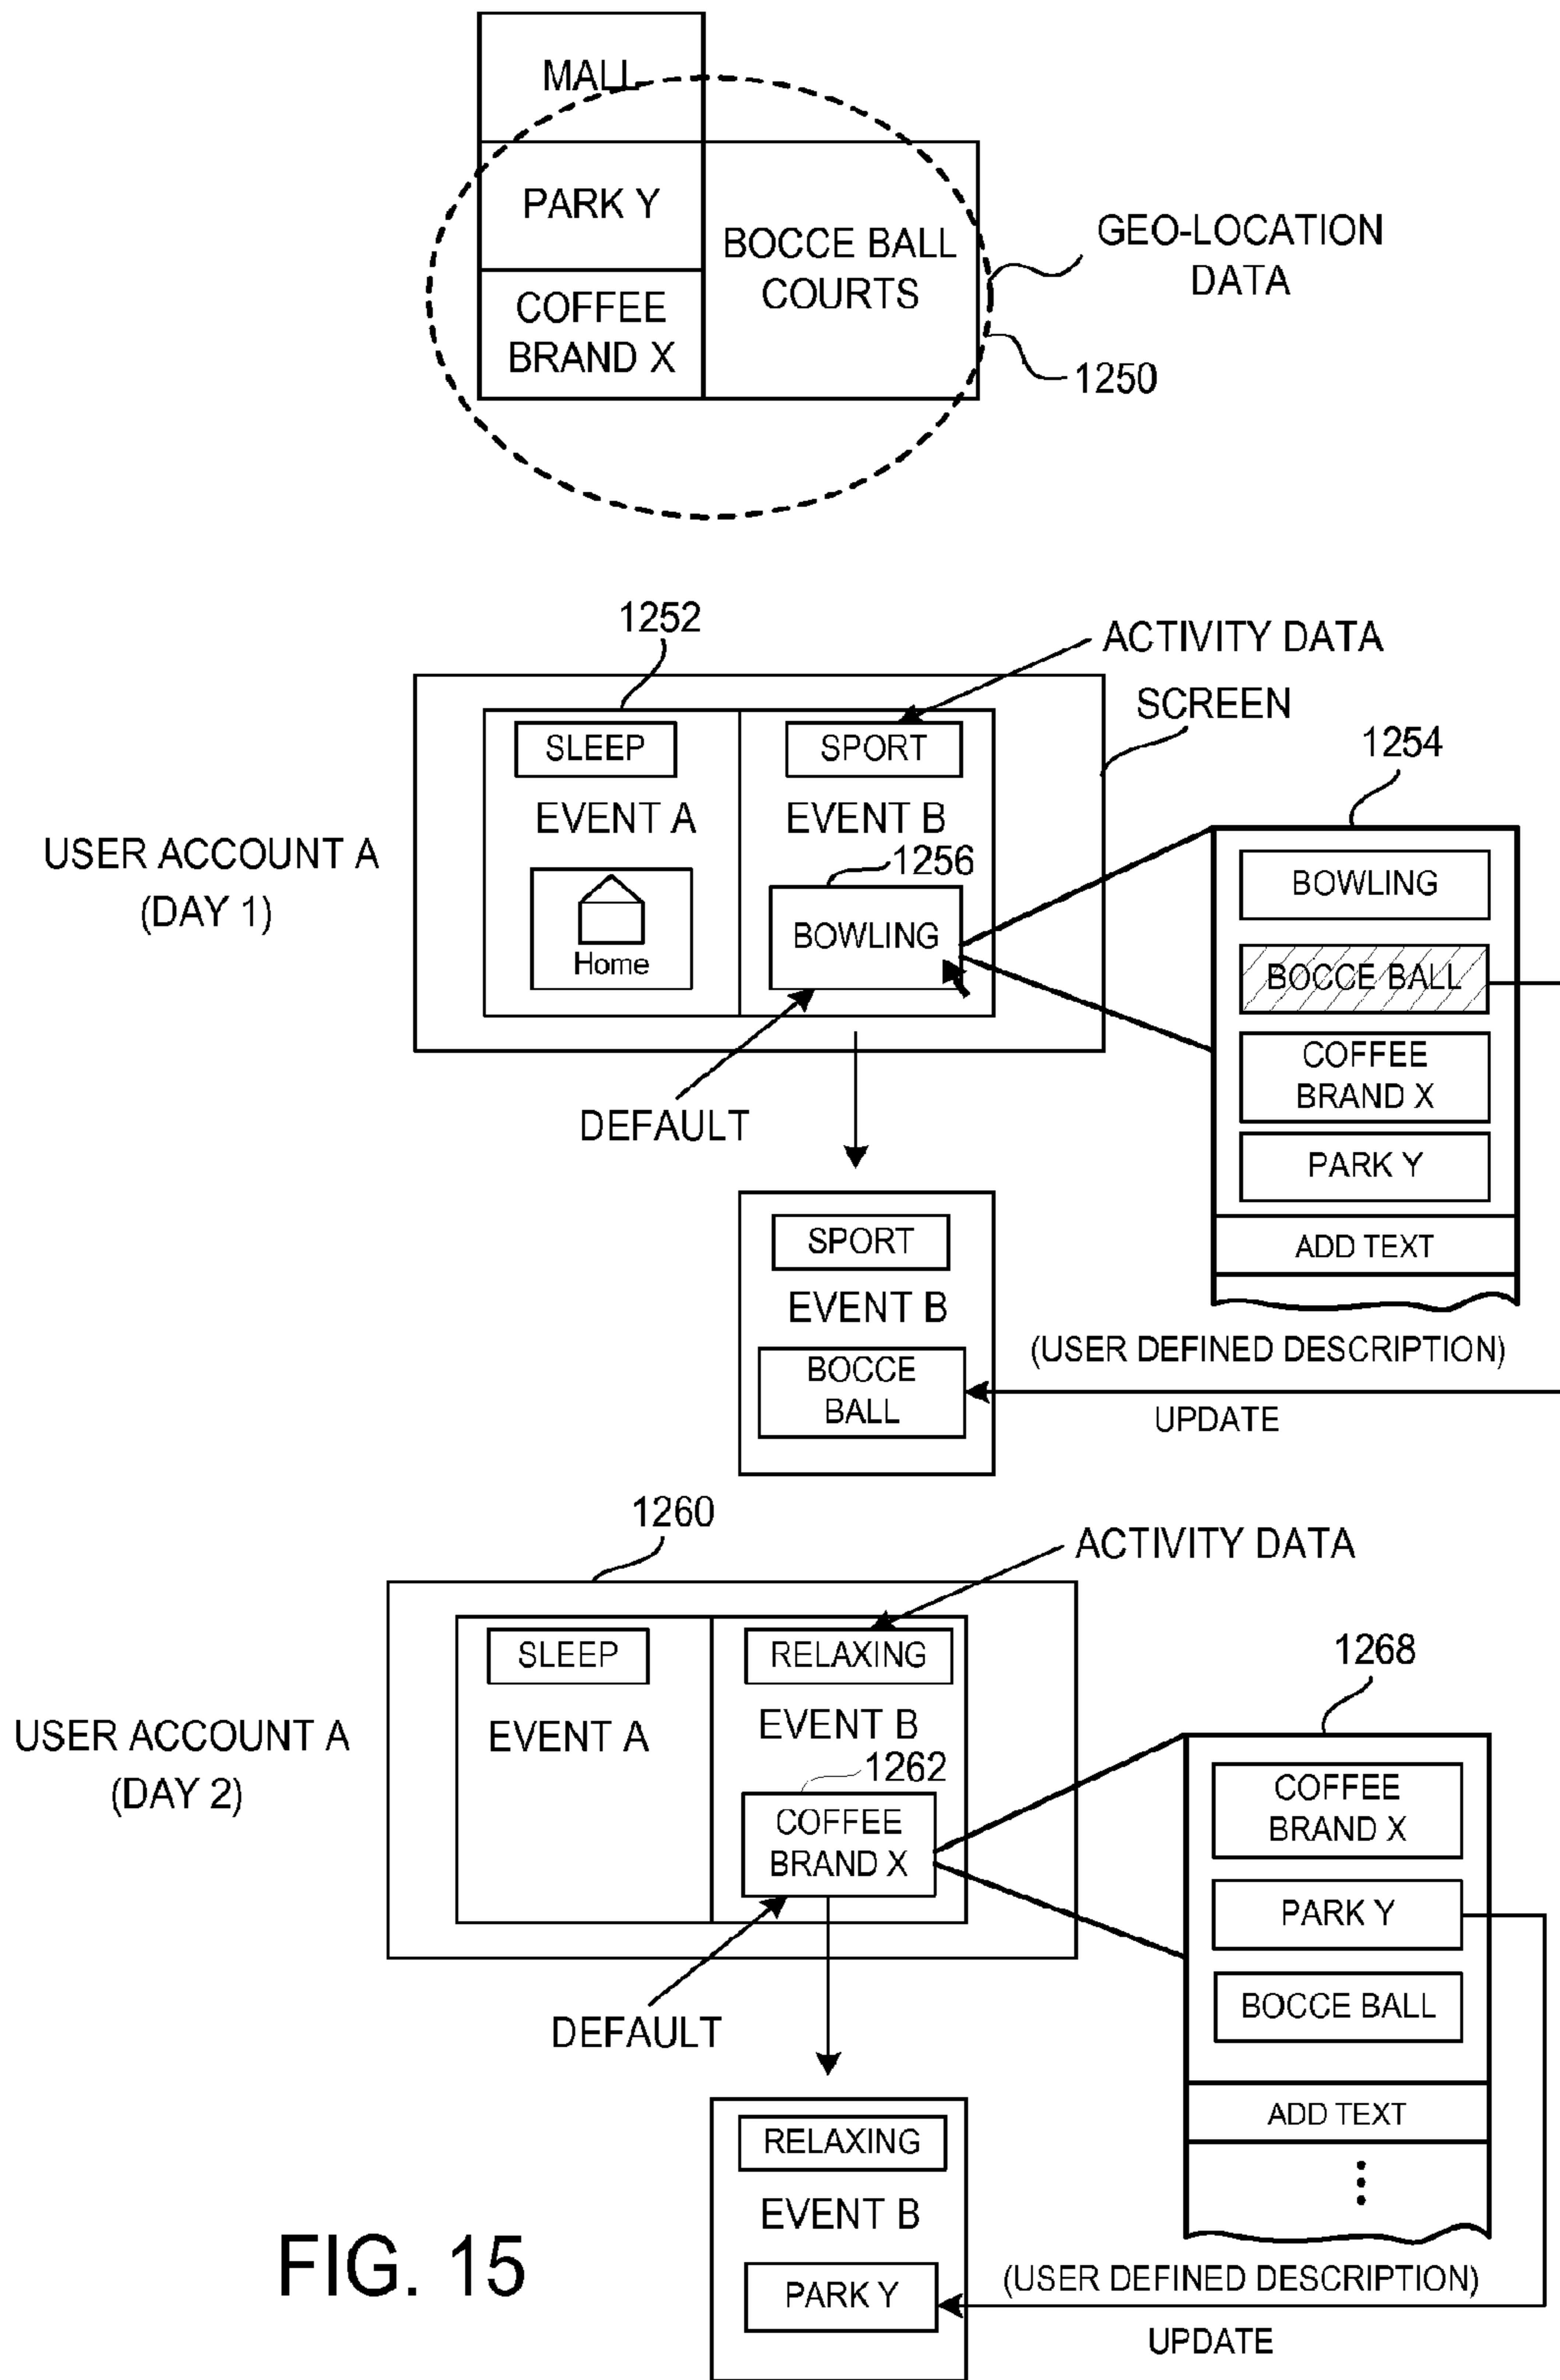 MALL
PARK Y
COFFEE
BRAND X
BOCCE BALL
COURTS
GEO-LOCATION
DATA
1250
1252
ACTIVITY DATA
SCREEN
SLEEP
EVENT A
Home
SPORT
EVENT B
1256
BOWLING
USER ACCOUNT A
(DAY 1)
DEFAULT
1254
BOWLING
BOCCE BALL
COFFEE
BRAND X
PARK Y
ADD TEXT
SPORT
EVENT B
BOCCE
BALL
(USER DEFINED DESCRIPTION)
UPDATE
1260
ACTIVITY DATA
SLEEP
EVENT A
RELAXING
EVENT B
1262
COFFEE
BRAND X
USER ACCOUNT A
(DAY 2)
DEFAULT
1268
COFFEE
BRAND X
PARK Y
BOCCE BALL
ADD TEXT
RELAXING
EVENT B
PARK Y
(USER DEFINED DESCRIPTION)
UPDATE
FIG. 15